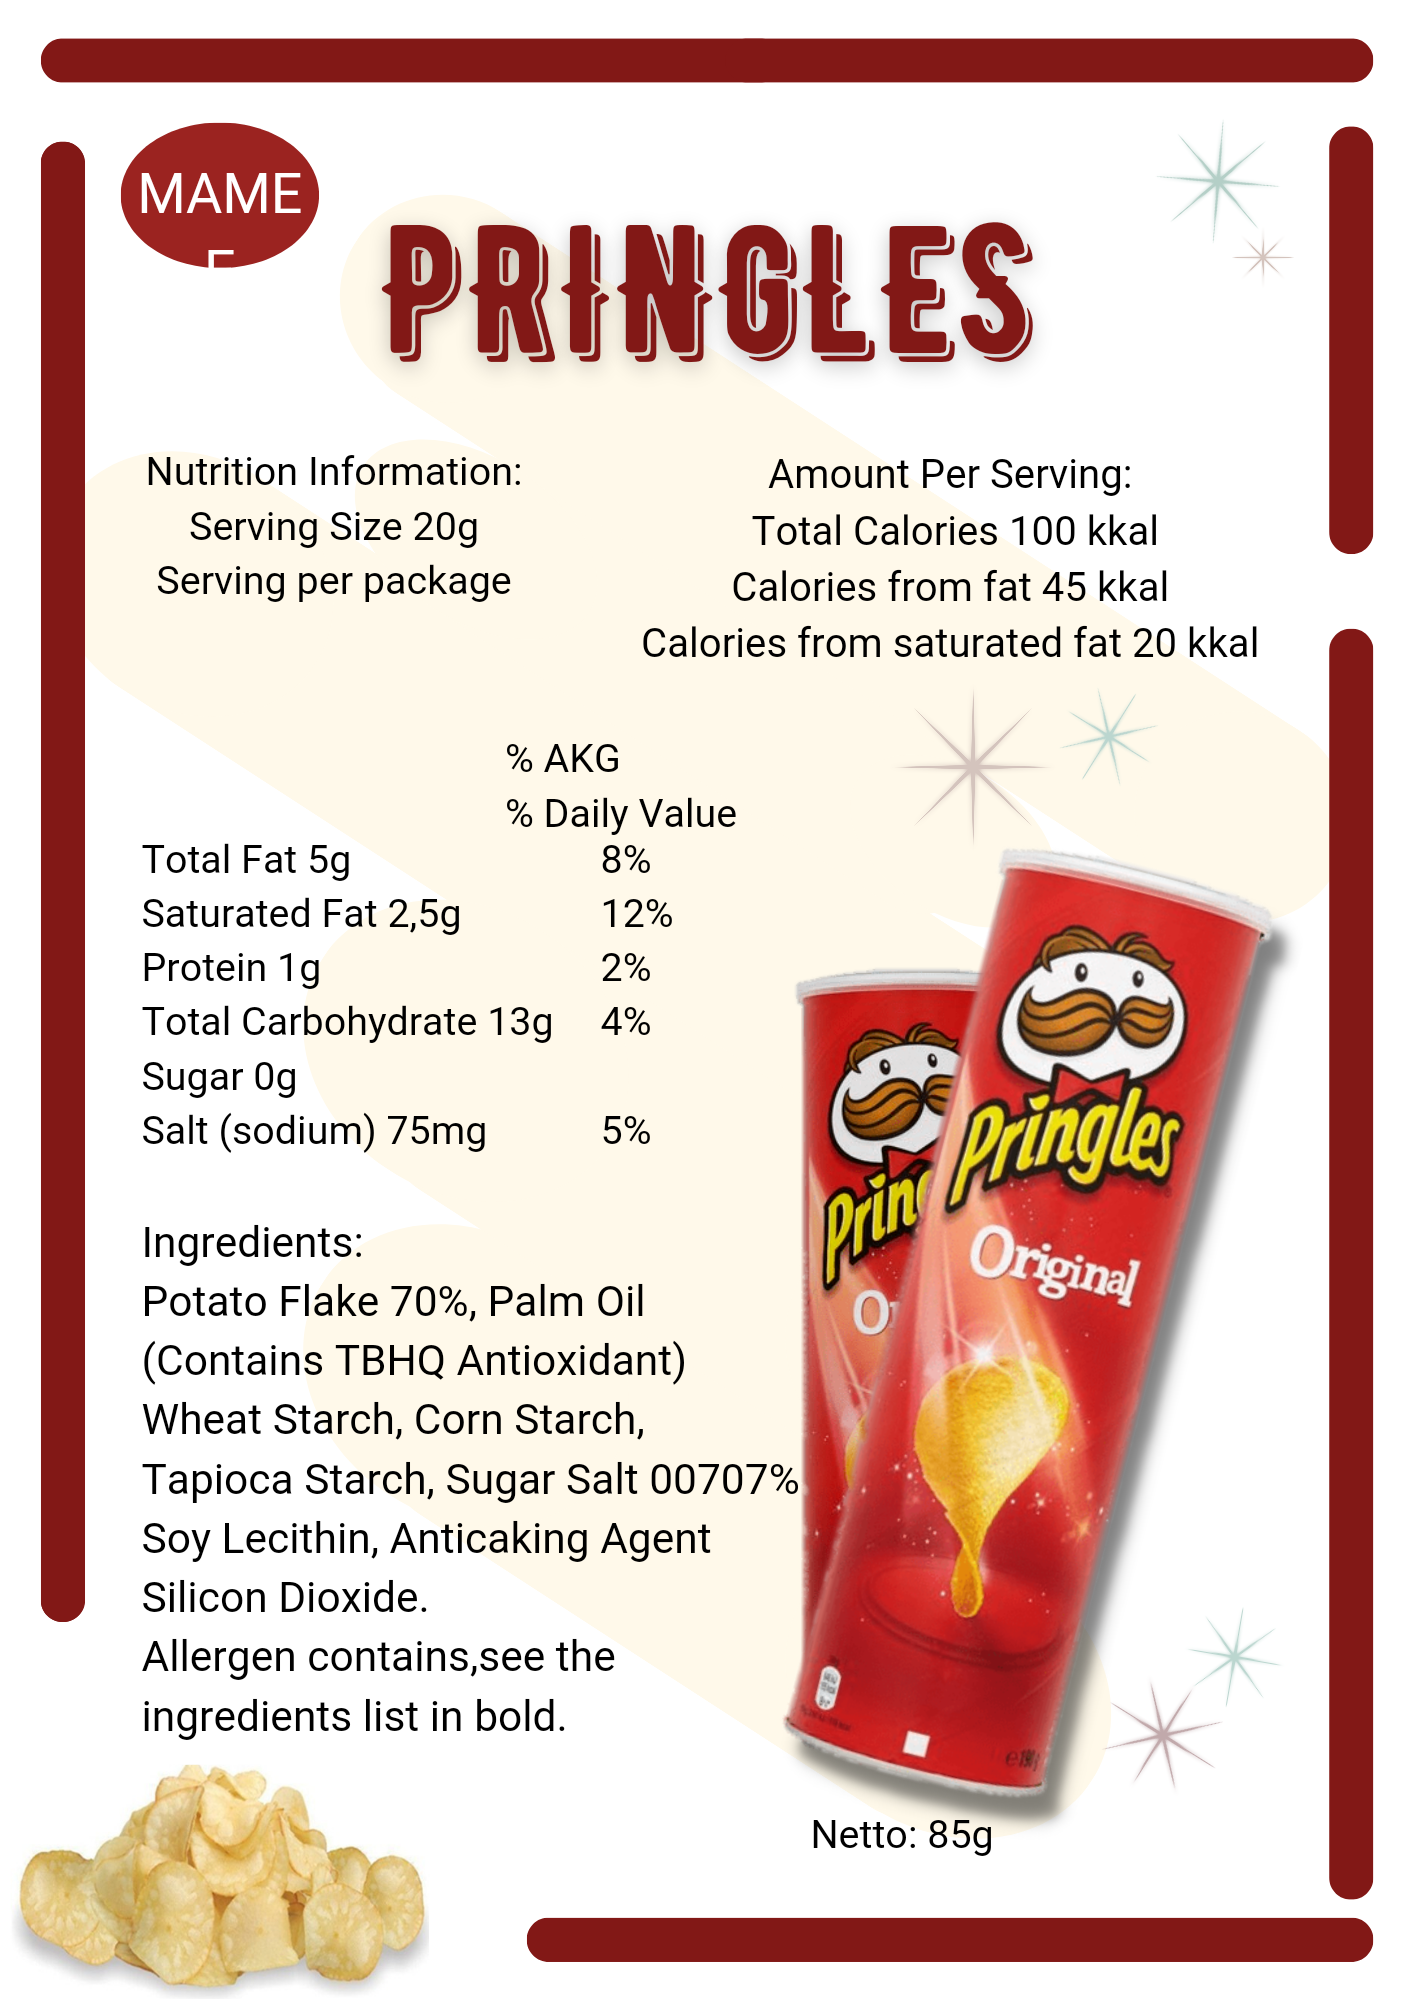 MAME
E
PRINGLES
Nutrition Information:
Serving Size 20g
Serving per package
Amount Per Serving:
Total Calories 100 kkal
Calories from fat 45 kkal
Calories from saturated fat 20 kkal
% AKG
% Daily Value
Total Fat 5g 8%
Saturated Fat 2,5g 12%
Protein 1g 2%
Total Carbohydrate 13g 4%
Sugar 0g
Salt (sodium) 75mg 5%
Ingredients:
Potato Flake 70%, Palm Oil
(Contains TBHQ Antioxidant)
Wheat Starch, Corn Starch,
Tapioca Starch, Sugar Salt 00707%
Soy Lecithin, Anticaking Agent
Silicon Dioxide.
Allergen contains,see the
ingredients list in bold.
Pringles
Original
Pring
Or
Netto: 85g